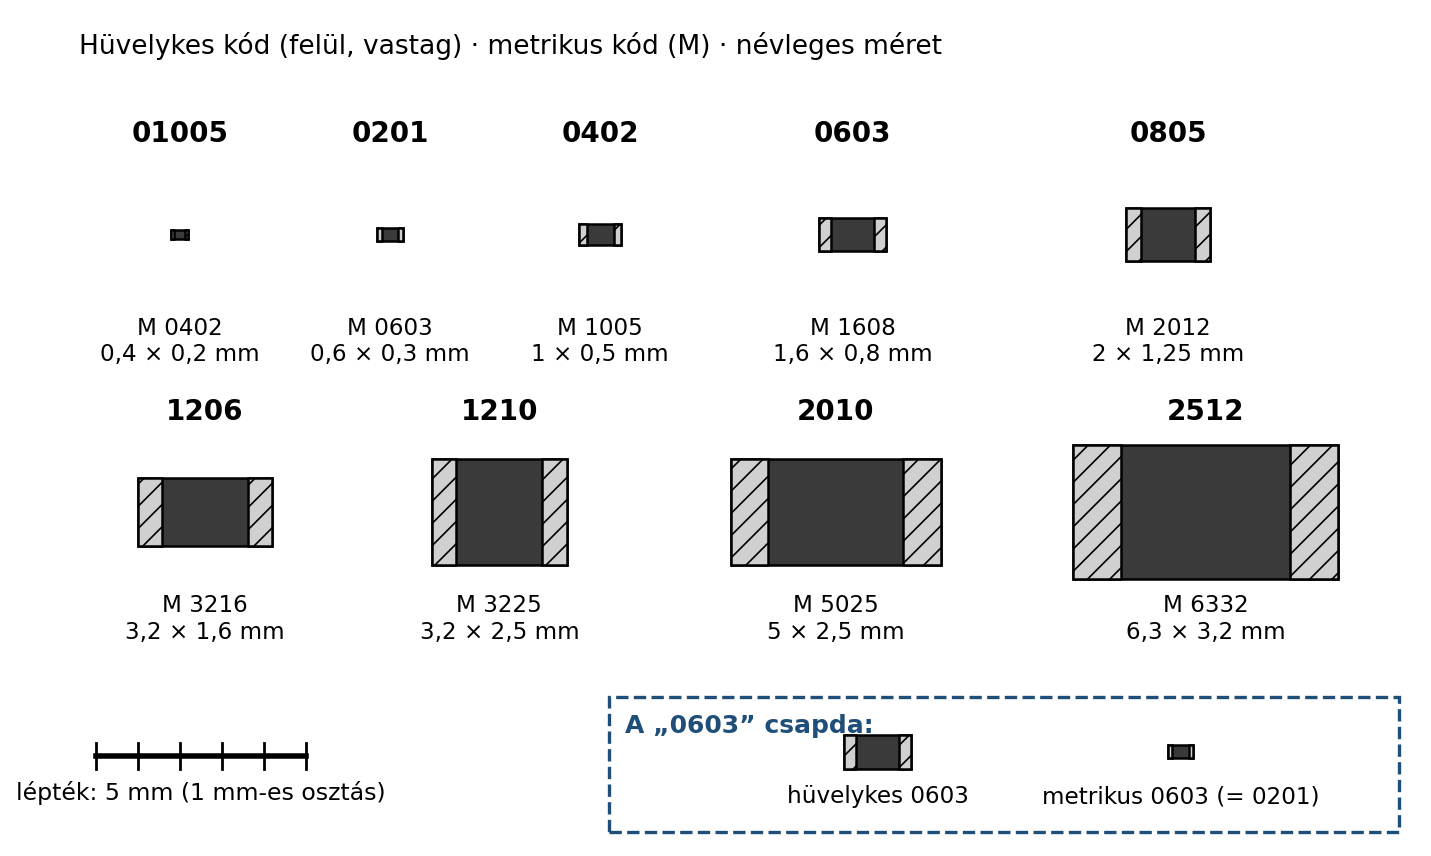 Hüvelykes kód (felül, vastag) · metrikus kód (M) · névleges méret
01005 0201 0402 0603 0805
M 0402 M 0603 M 1005 M 1608 M 2012
0,4 × 0,2 mm 0,6 × 0,3 mm 1 × 0,5 mm 1,6 × 0,8 mm 2 × 1,25 mm
1206 1210 2010 2512
M 3216 M 3225 M 5025 M 6332
3,2 × 1,6 mm 3,2 × 2,5 mm 5 × 2,5 mm 6,3 × 3,2 mm
A „0603” csapda:
lépték: 5 mm (1 mm-es osztás)
hüvelykes 0603 metrikus 0603 (= 0201)